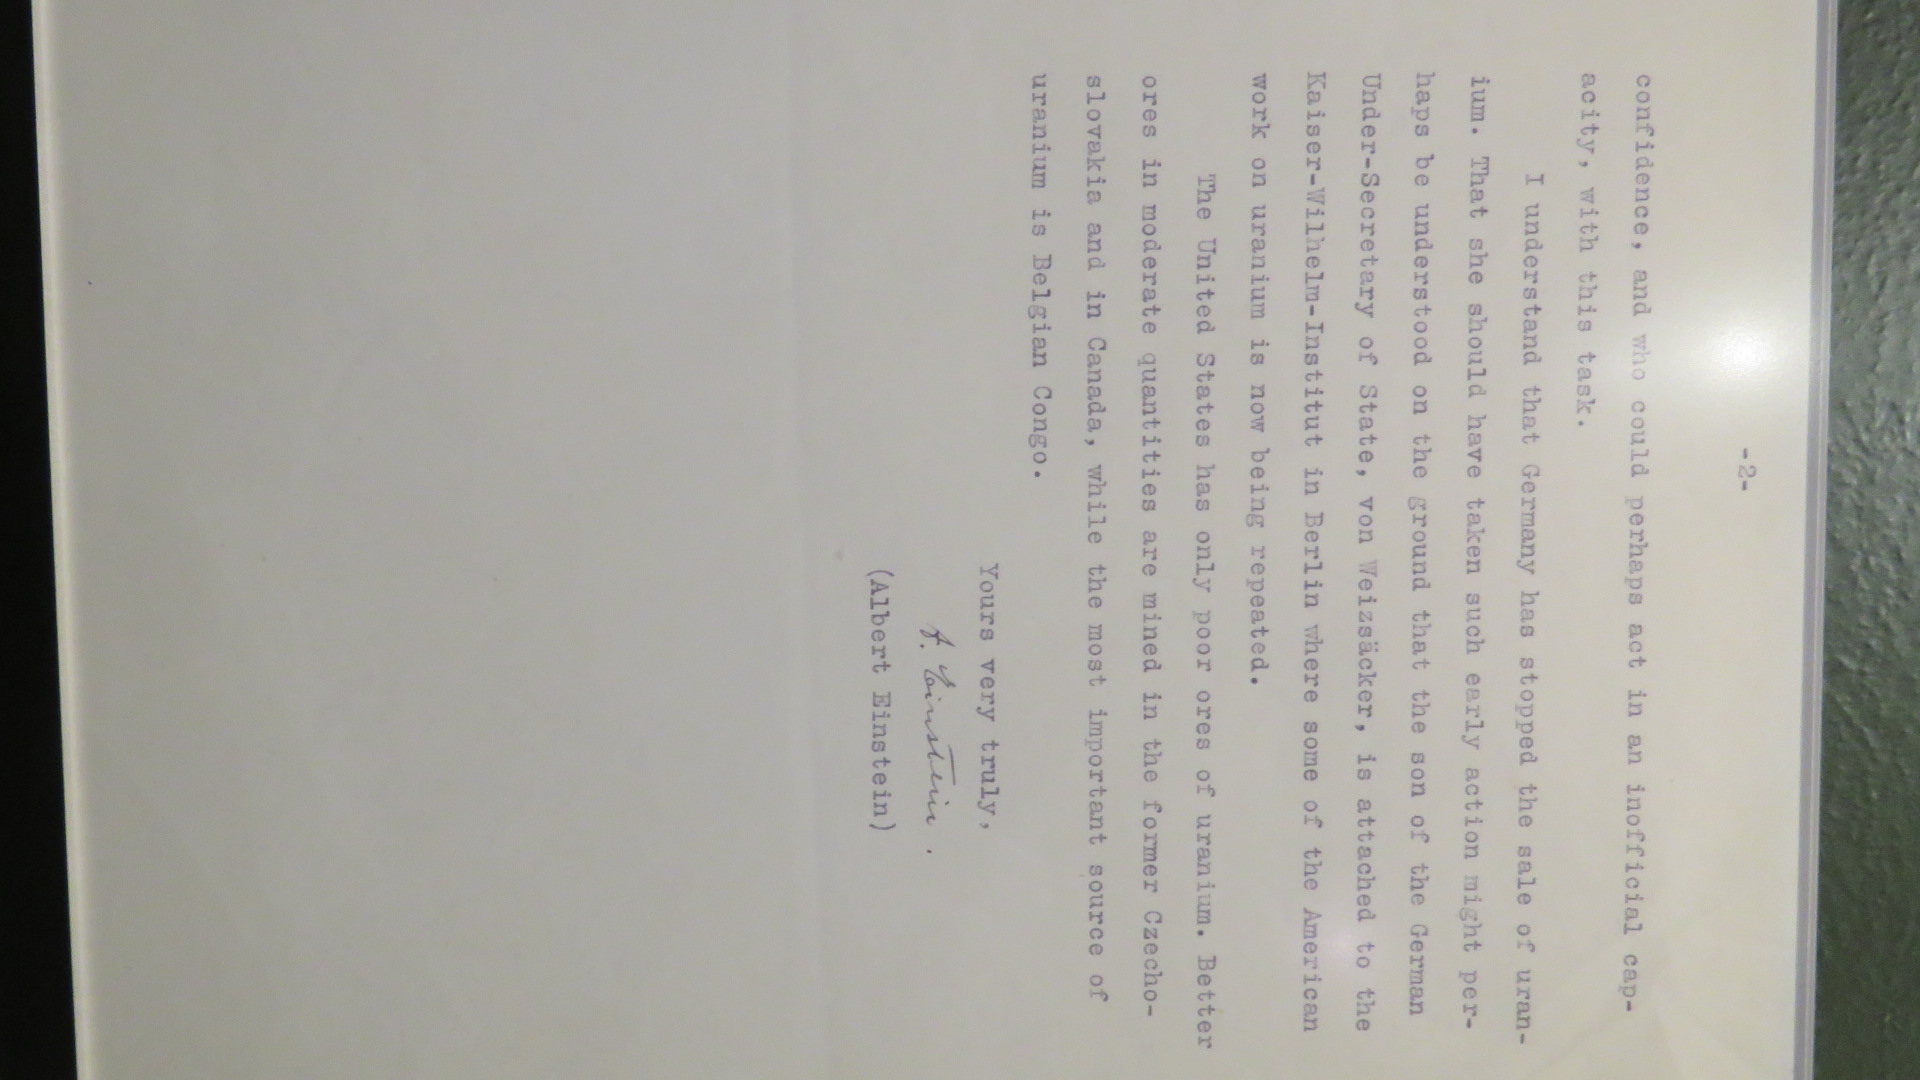 -2-
confidence, and who could perhaps act in an inofficial cap-
acity, with this task.
I understand that Germany has stopped the sale of uran-
ium. That she should have taken such early action might per-
haps be understood on the ground that the son of the German
Under-Secretary of State, von Weizsäcker, is attached to the
Kaiser-Wilhelm-Institut in Berlin where some of the American
work on uranium is now being repeated.
The United States has only poor ores of uranium. Better
ores in moderate quantities are mined in the former Czecho-
slovakia and in Canada, while the most important source of
uranium is Belgian Congo.
Yours very truly,
A. Einstein.
(Albert Einstein)